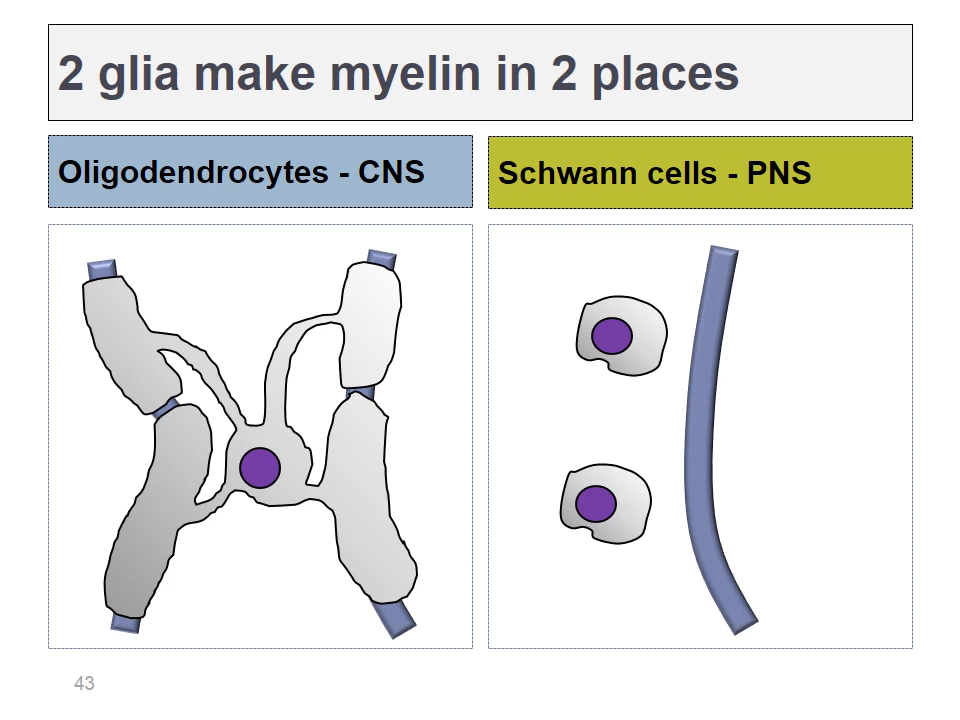 2 glia make myelin in 2 places
Oligodendrocytes - CNS
Schwann cells - PNS
43